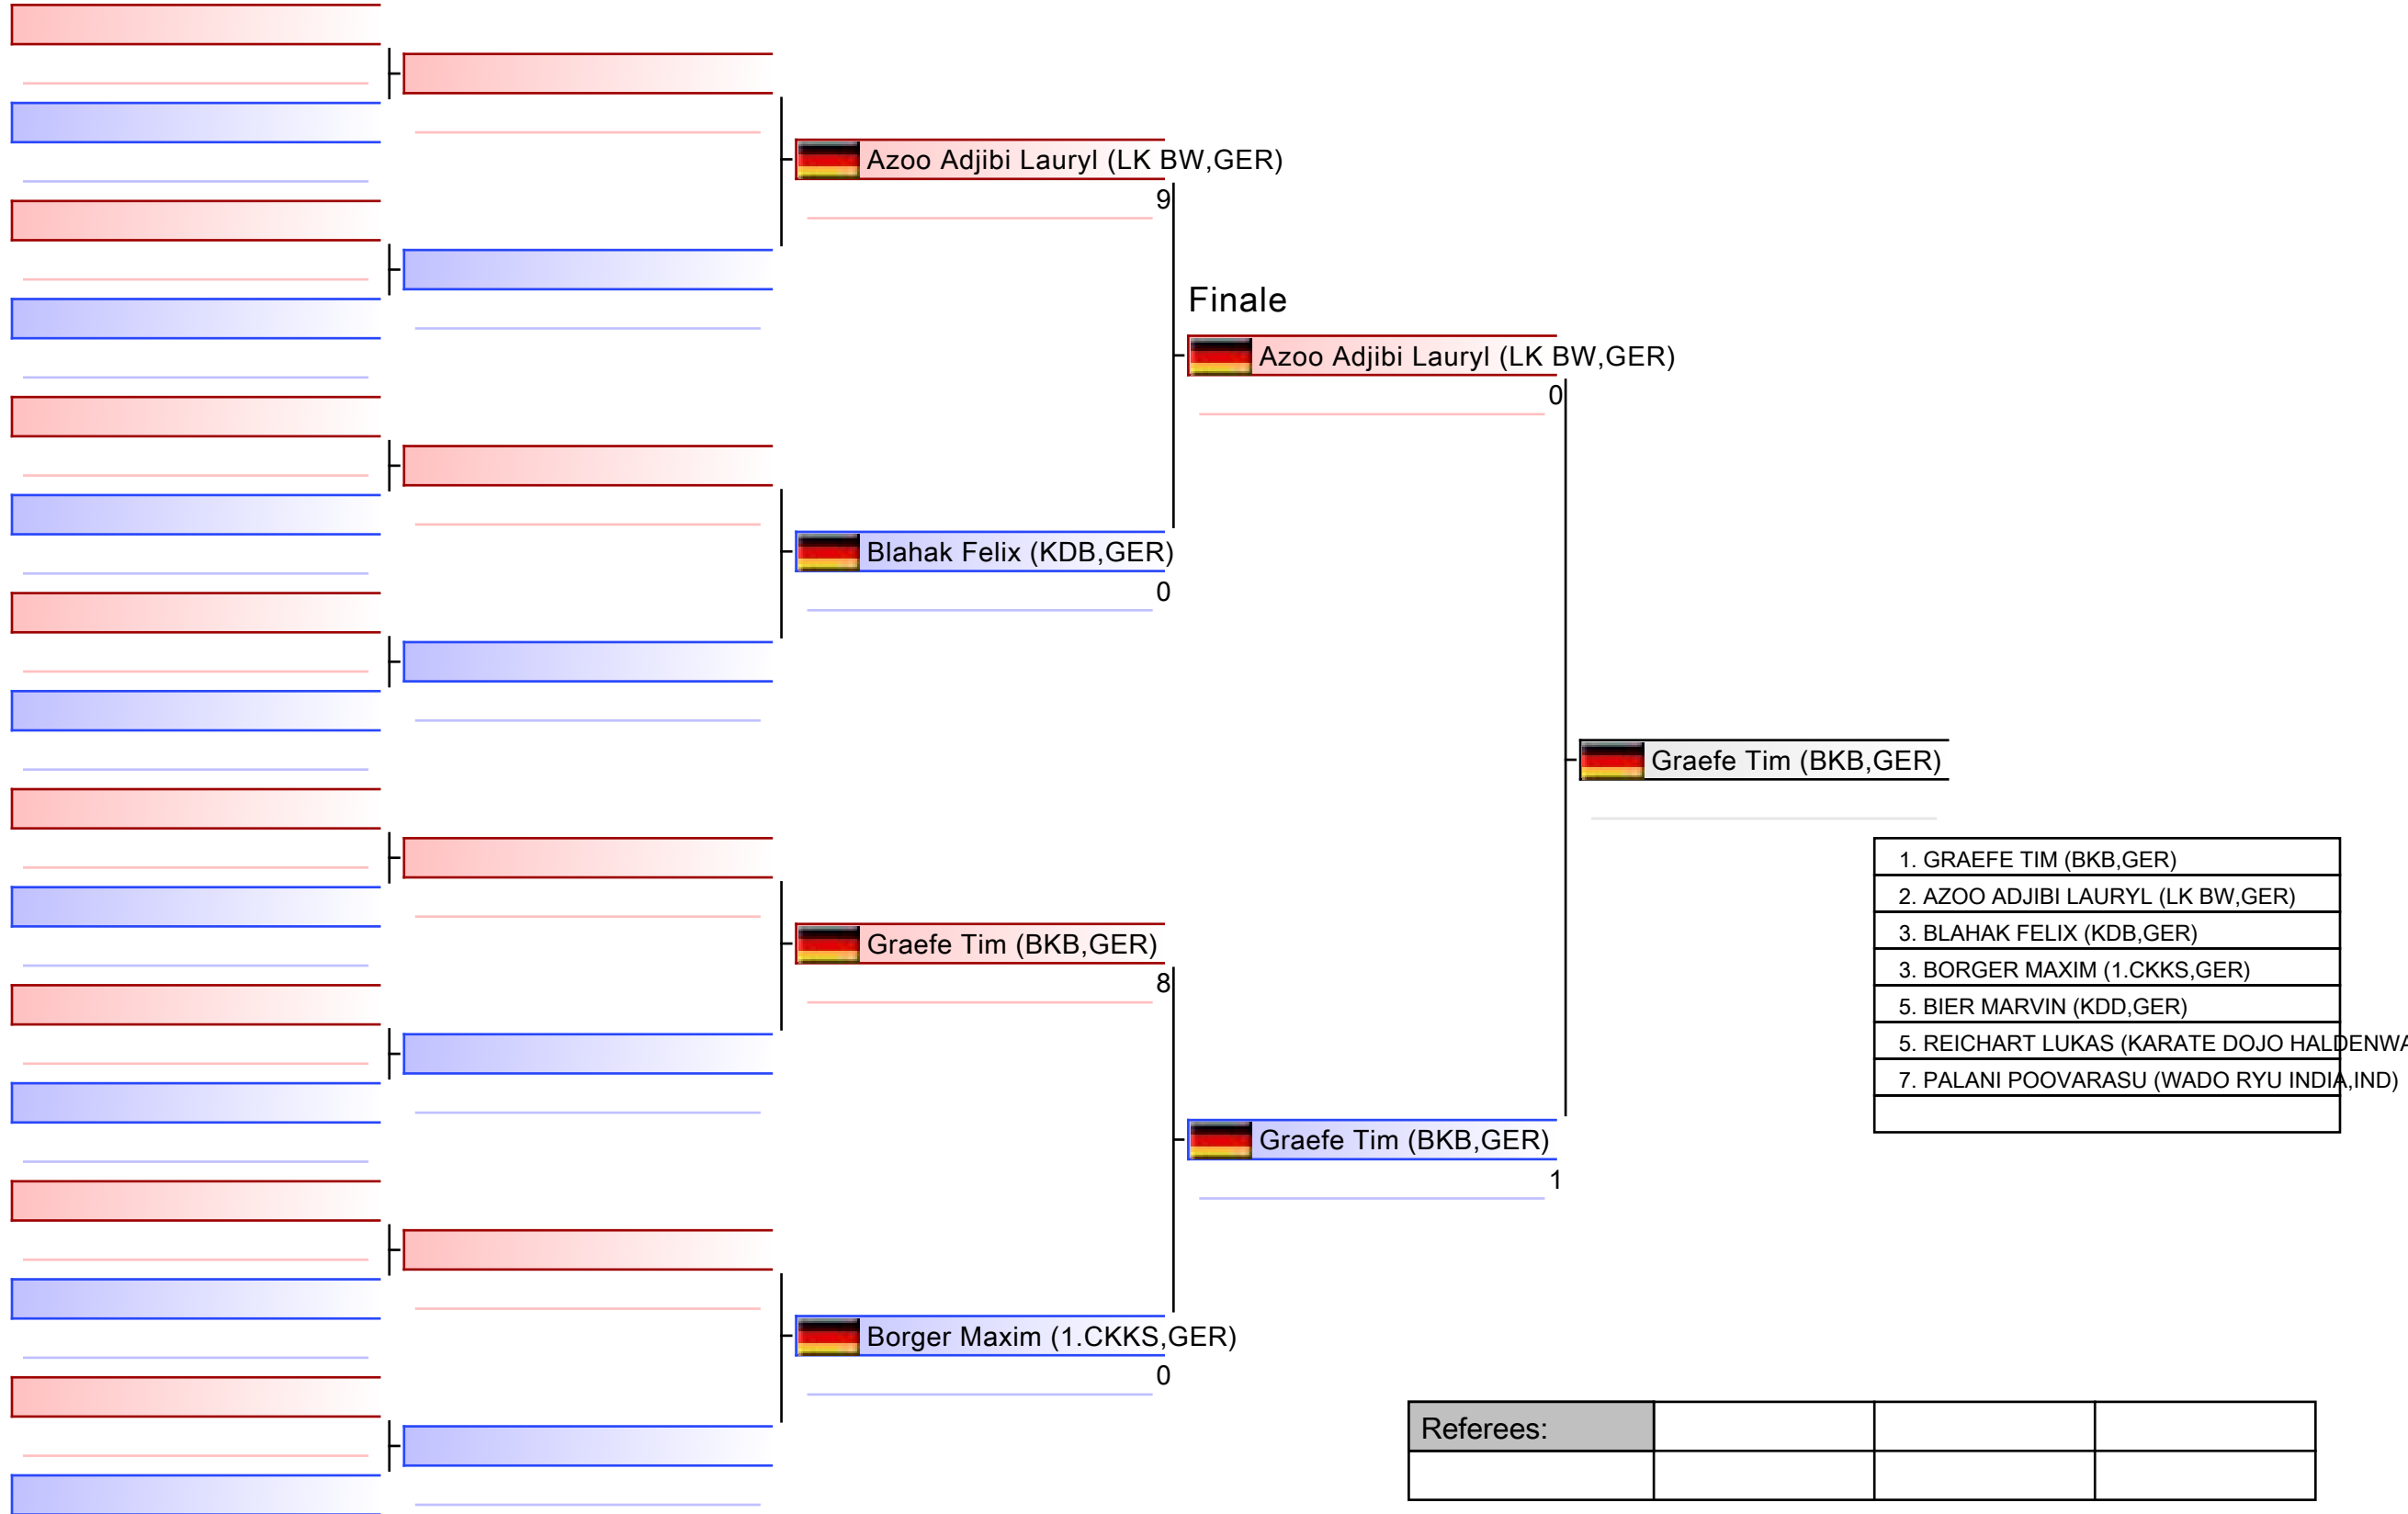 Azoo Adjibi Lauryl (LK BW,GER)
9
Finale
Azoo Adjibi Lauryl (LK BW,GER)
0
Blahak Felix (KDB,GER)
0
Graefe Tim (BKB,GER)
1. GRAEFE TIM (BKB,GER)
2. AZOO ADJIBI LAURYL (LK BW,GER)
3. BLAHAK FELIX (KDB,GER)
3. BORGER MAXIM (1.CKKS,GER)
5. BIER MARVIN (KDD,GER)
5. REICHART LUKAS (KARATE DOJO HALDENWA
7. PALANI POOVARASU (WADO RYU INDIA,IND)
Graefe Tim (BKB,GER)
8
Graefe Tim (BKB,GER)
1
Borger Maxim (1.CKKS,GER)
0
Referees: